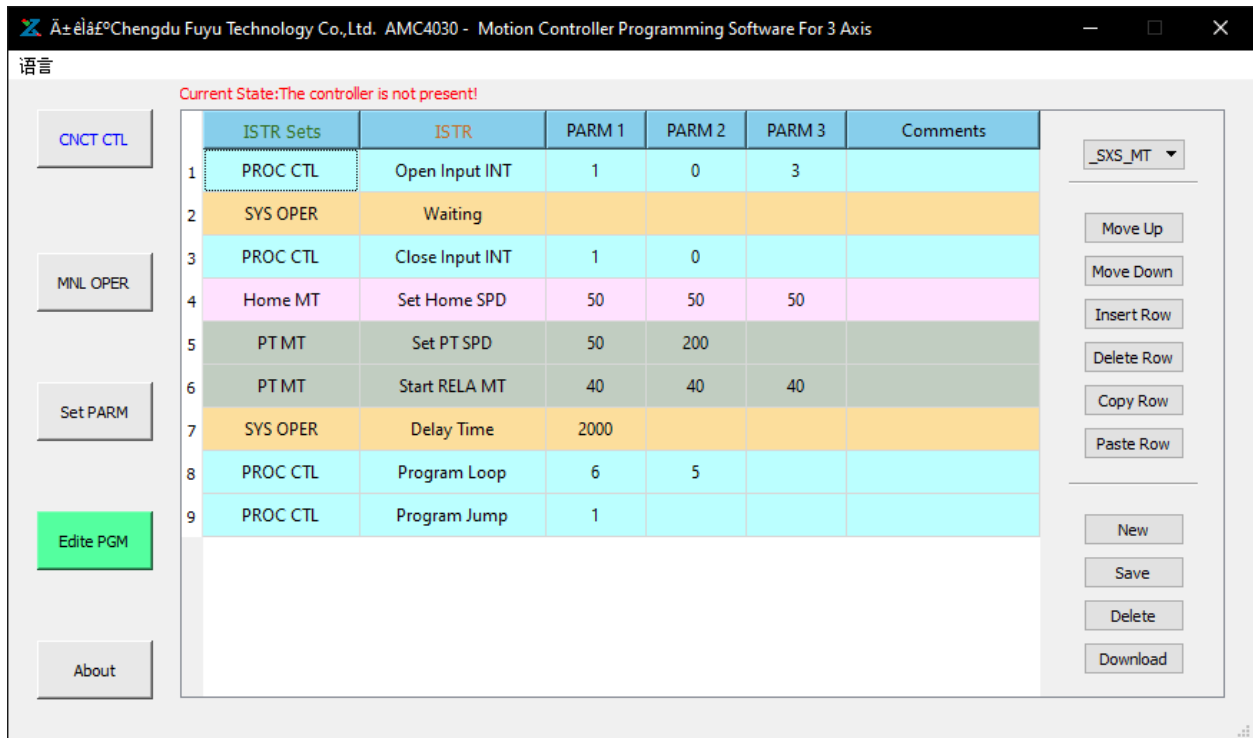 Ä±êÌâ£ºChengdu Fuyu Technology Co.,Ltd. AMC4030 - Motion Controller Programming Software For 3 Axis
语言
Current State:The controller is not present!
CNCT CTL
MNL OPER
Set PARM
Edite PGM
About
ISTR Sets ISTR PARM 1 PARM 2 PARM 3 Comments
1 PROC CTL Open Input INT 1 0 3
2 SYS OPER Waiting
3 PROC CTL Close Input INT 1 0
4 Home MT Set Home SPD 50 50 50
5 PT MT Set PT SPD 50 200
6 PT MT Start RELA MT 40 40 40
7 SYS OPER Delay Time 2000
8 PROC CTL Program Loop 6 5
9 PROC CTL Program Jump 1
_SXS_MT
Move Up
Move Down
Insert Row
Delete Row
Copy Row
Paste Row
New
Save
Delete
Download